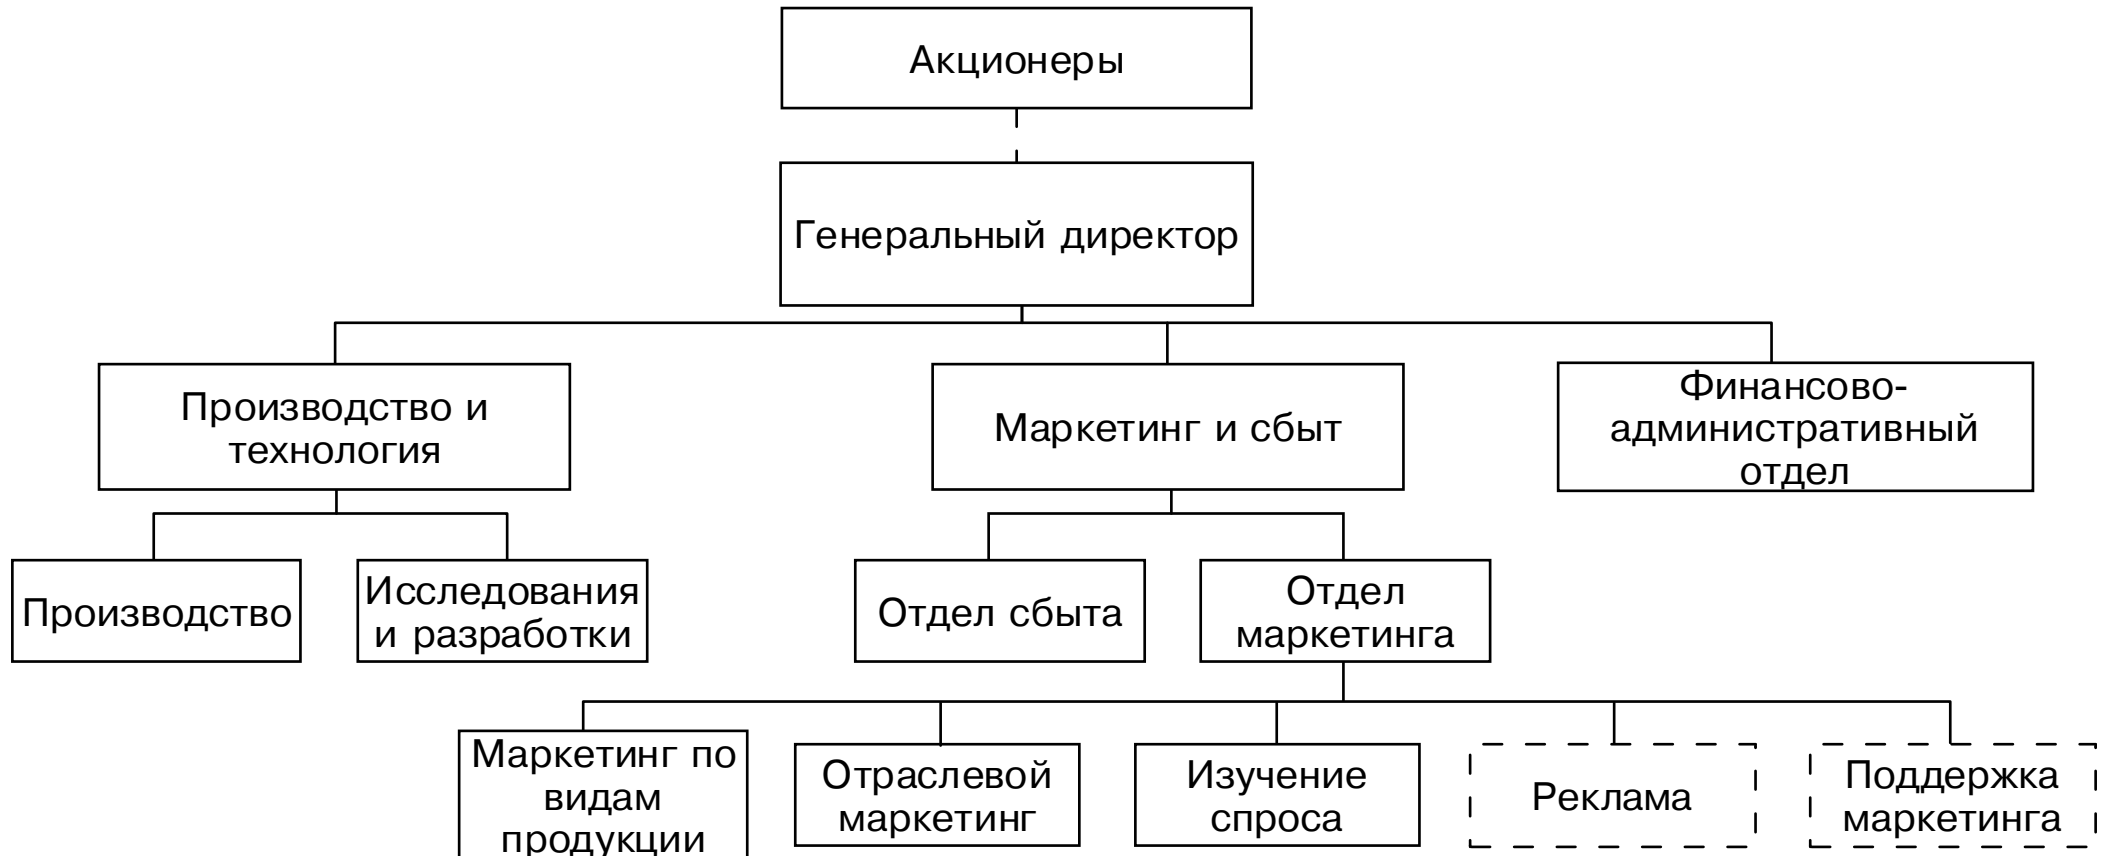 Акционеры
Генеральный директор
Производство и
технология
Маркетинг и сбыт
Финансово-
административный
отдел
Производство
Исследования
и разработки
Отдел сбыта
Отдел
маркетинга
Маркетинг по
видам
продукции
Отраслевой
маркетинг
Изучение
спроса
Реклама
Поддержка
маркетинга